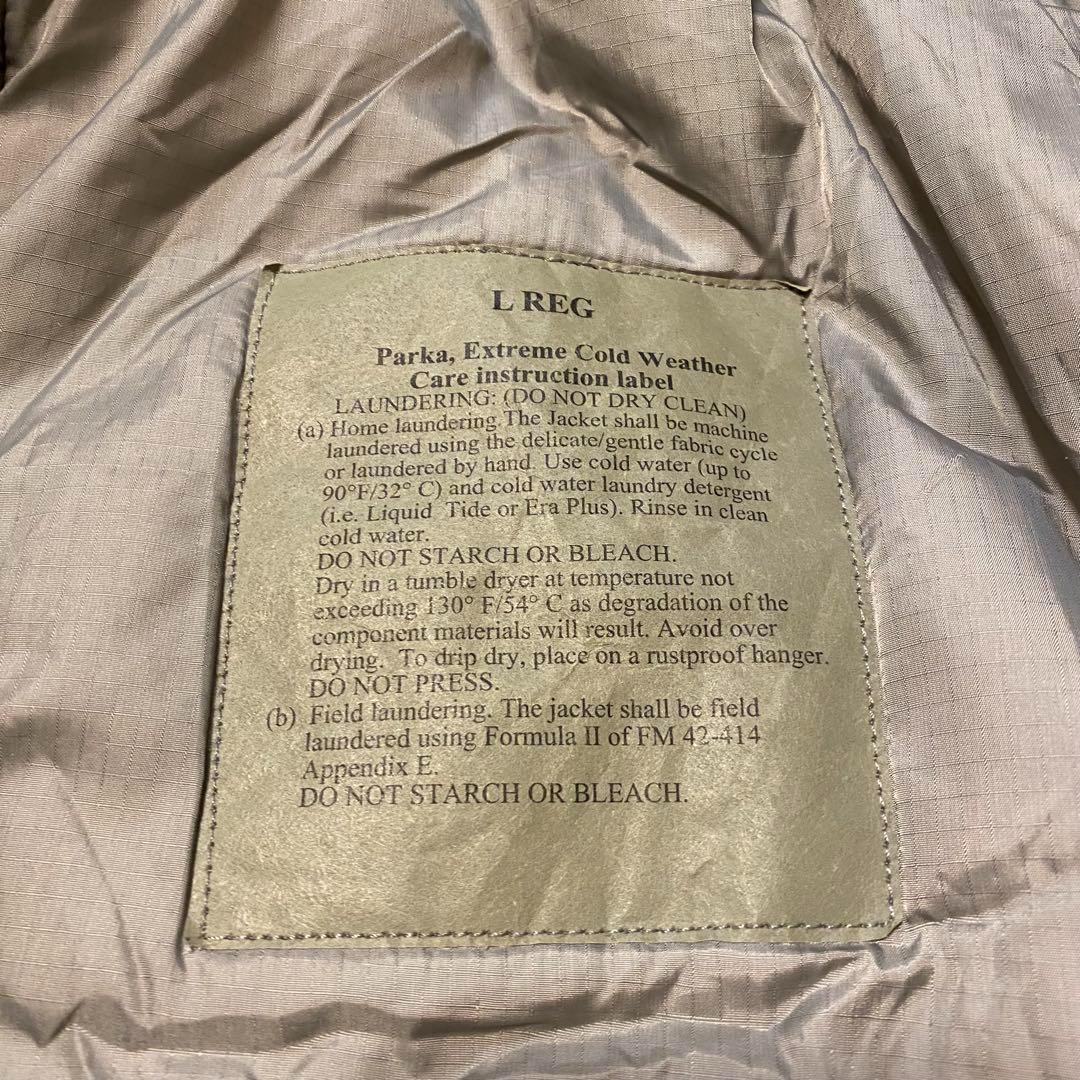 L REG
Parka, Extreme Cold Weather
Care instruction label
LAUNDERING: (DO NOT DRY CLEAN)
(a) Home laundering. The Jacket shall be machine
laundered using the delicate/gentle fabric cycle
or laundered by hand. Use cold water (up to
90°F/32° C) and cold water laundry detergent
(i.e. Liquid Tide or Era Plus). Rinse in clean
cold water.
DO NOT STARCH OR BLEACH.
Dry in a tumble dryer at temperature not
exceeding 130° F/54° C as degradation of the
component materials will result. Avoid over
drying. To drip dry, place on a rustproof hanger.
DO NOT PRESS.
(b) Field laundering. The jacket shall be field
laundered using Formula II of FM 42-414
Appendix E.
DO NOT STARCH OR BLEACH.